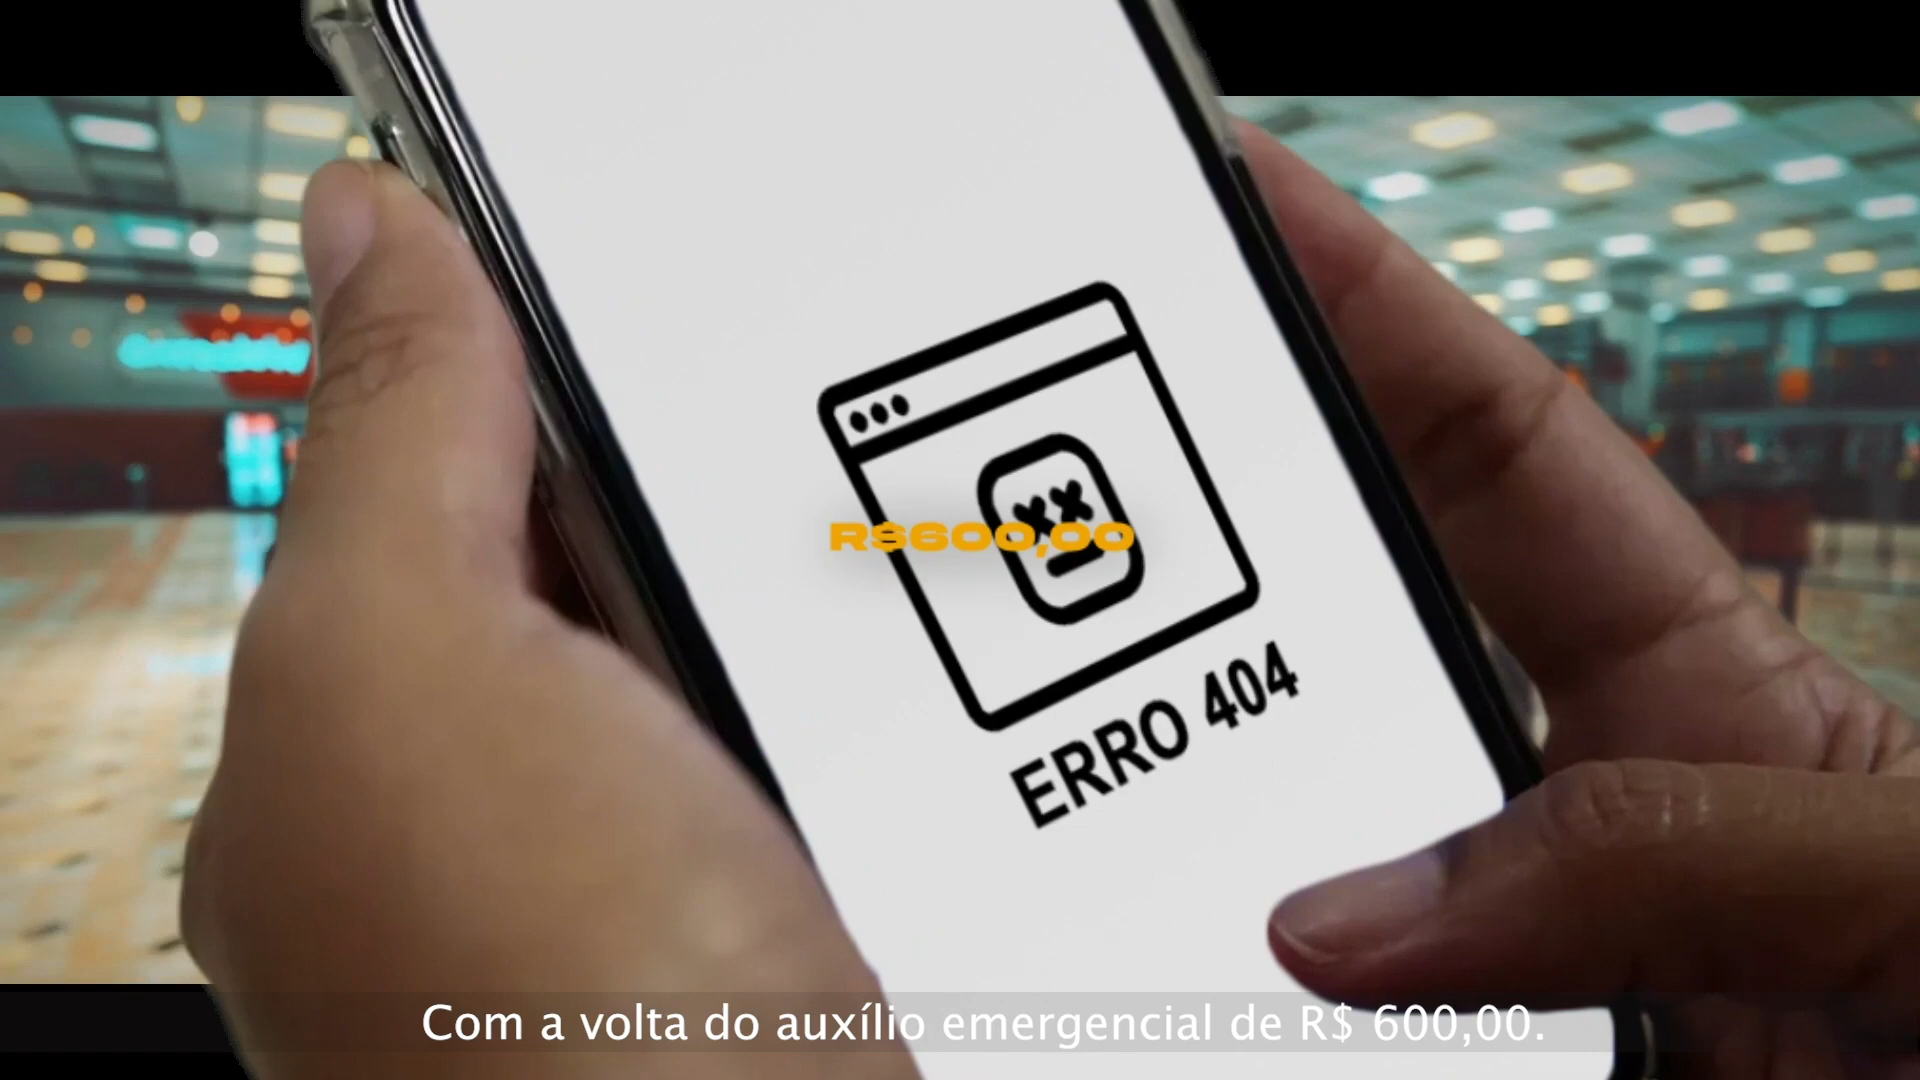 R$600,00
ERRO 404
Com a volta do auxílio emergencial de R$ 600,00.